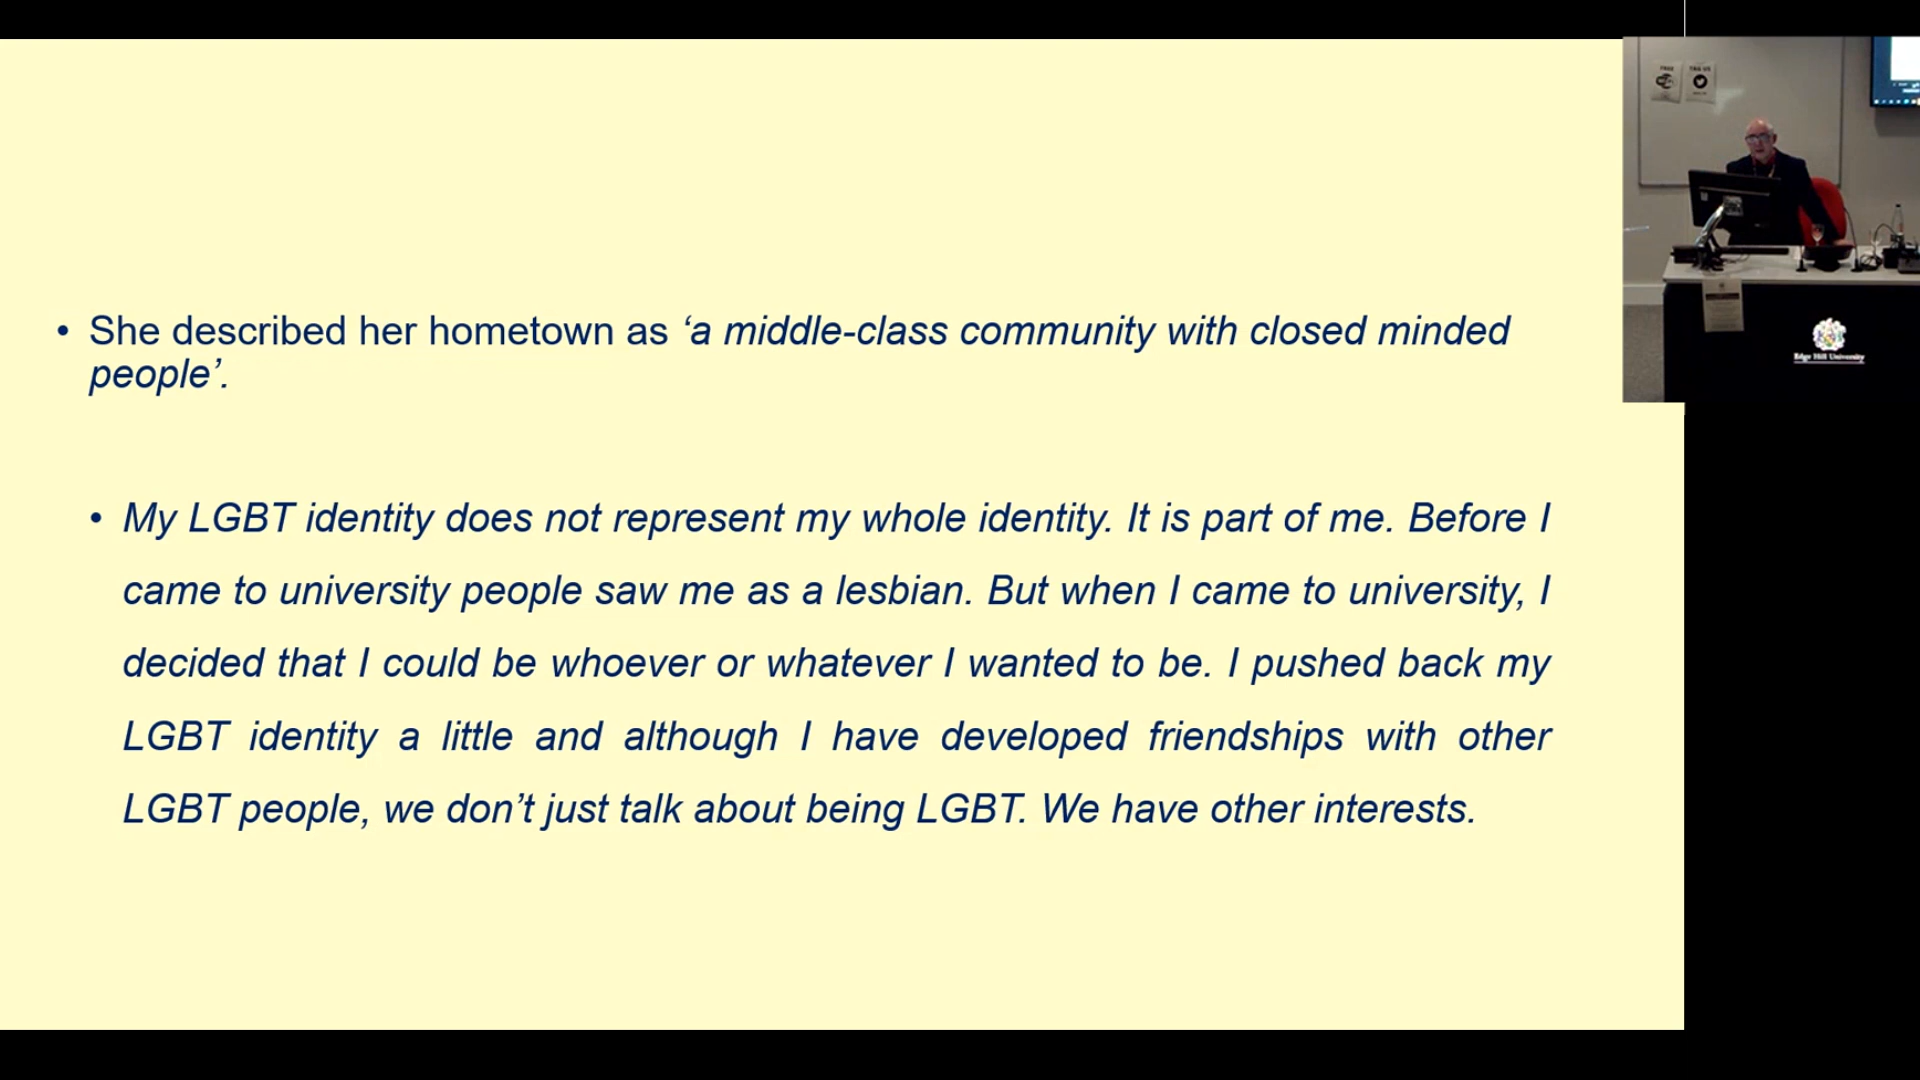 • She described her hometown as ‘a middle-class community with closed minded
people’.
• My LGBT identity does not represent my whole identity. It is part of me. Before I
came to university people saw me as a lesbian. But when I came to university, I
decided that I could be whoever or whatever I wanted to be. I pushed back my
LGBT identity a little and although I have developed friendships with other
LGBT people, we don’t just talk about being LGBT. We have other interests.
FREE
Edge Hill University